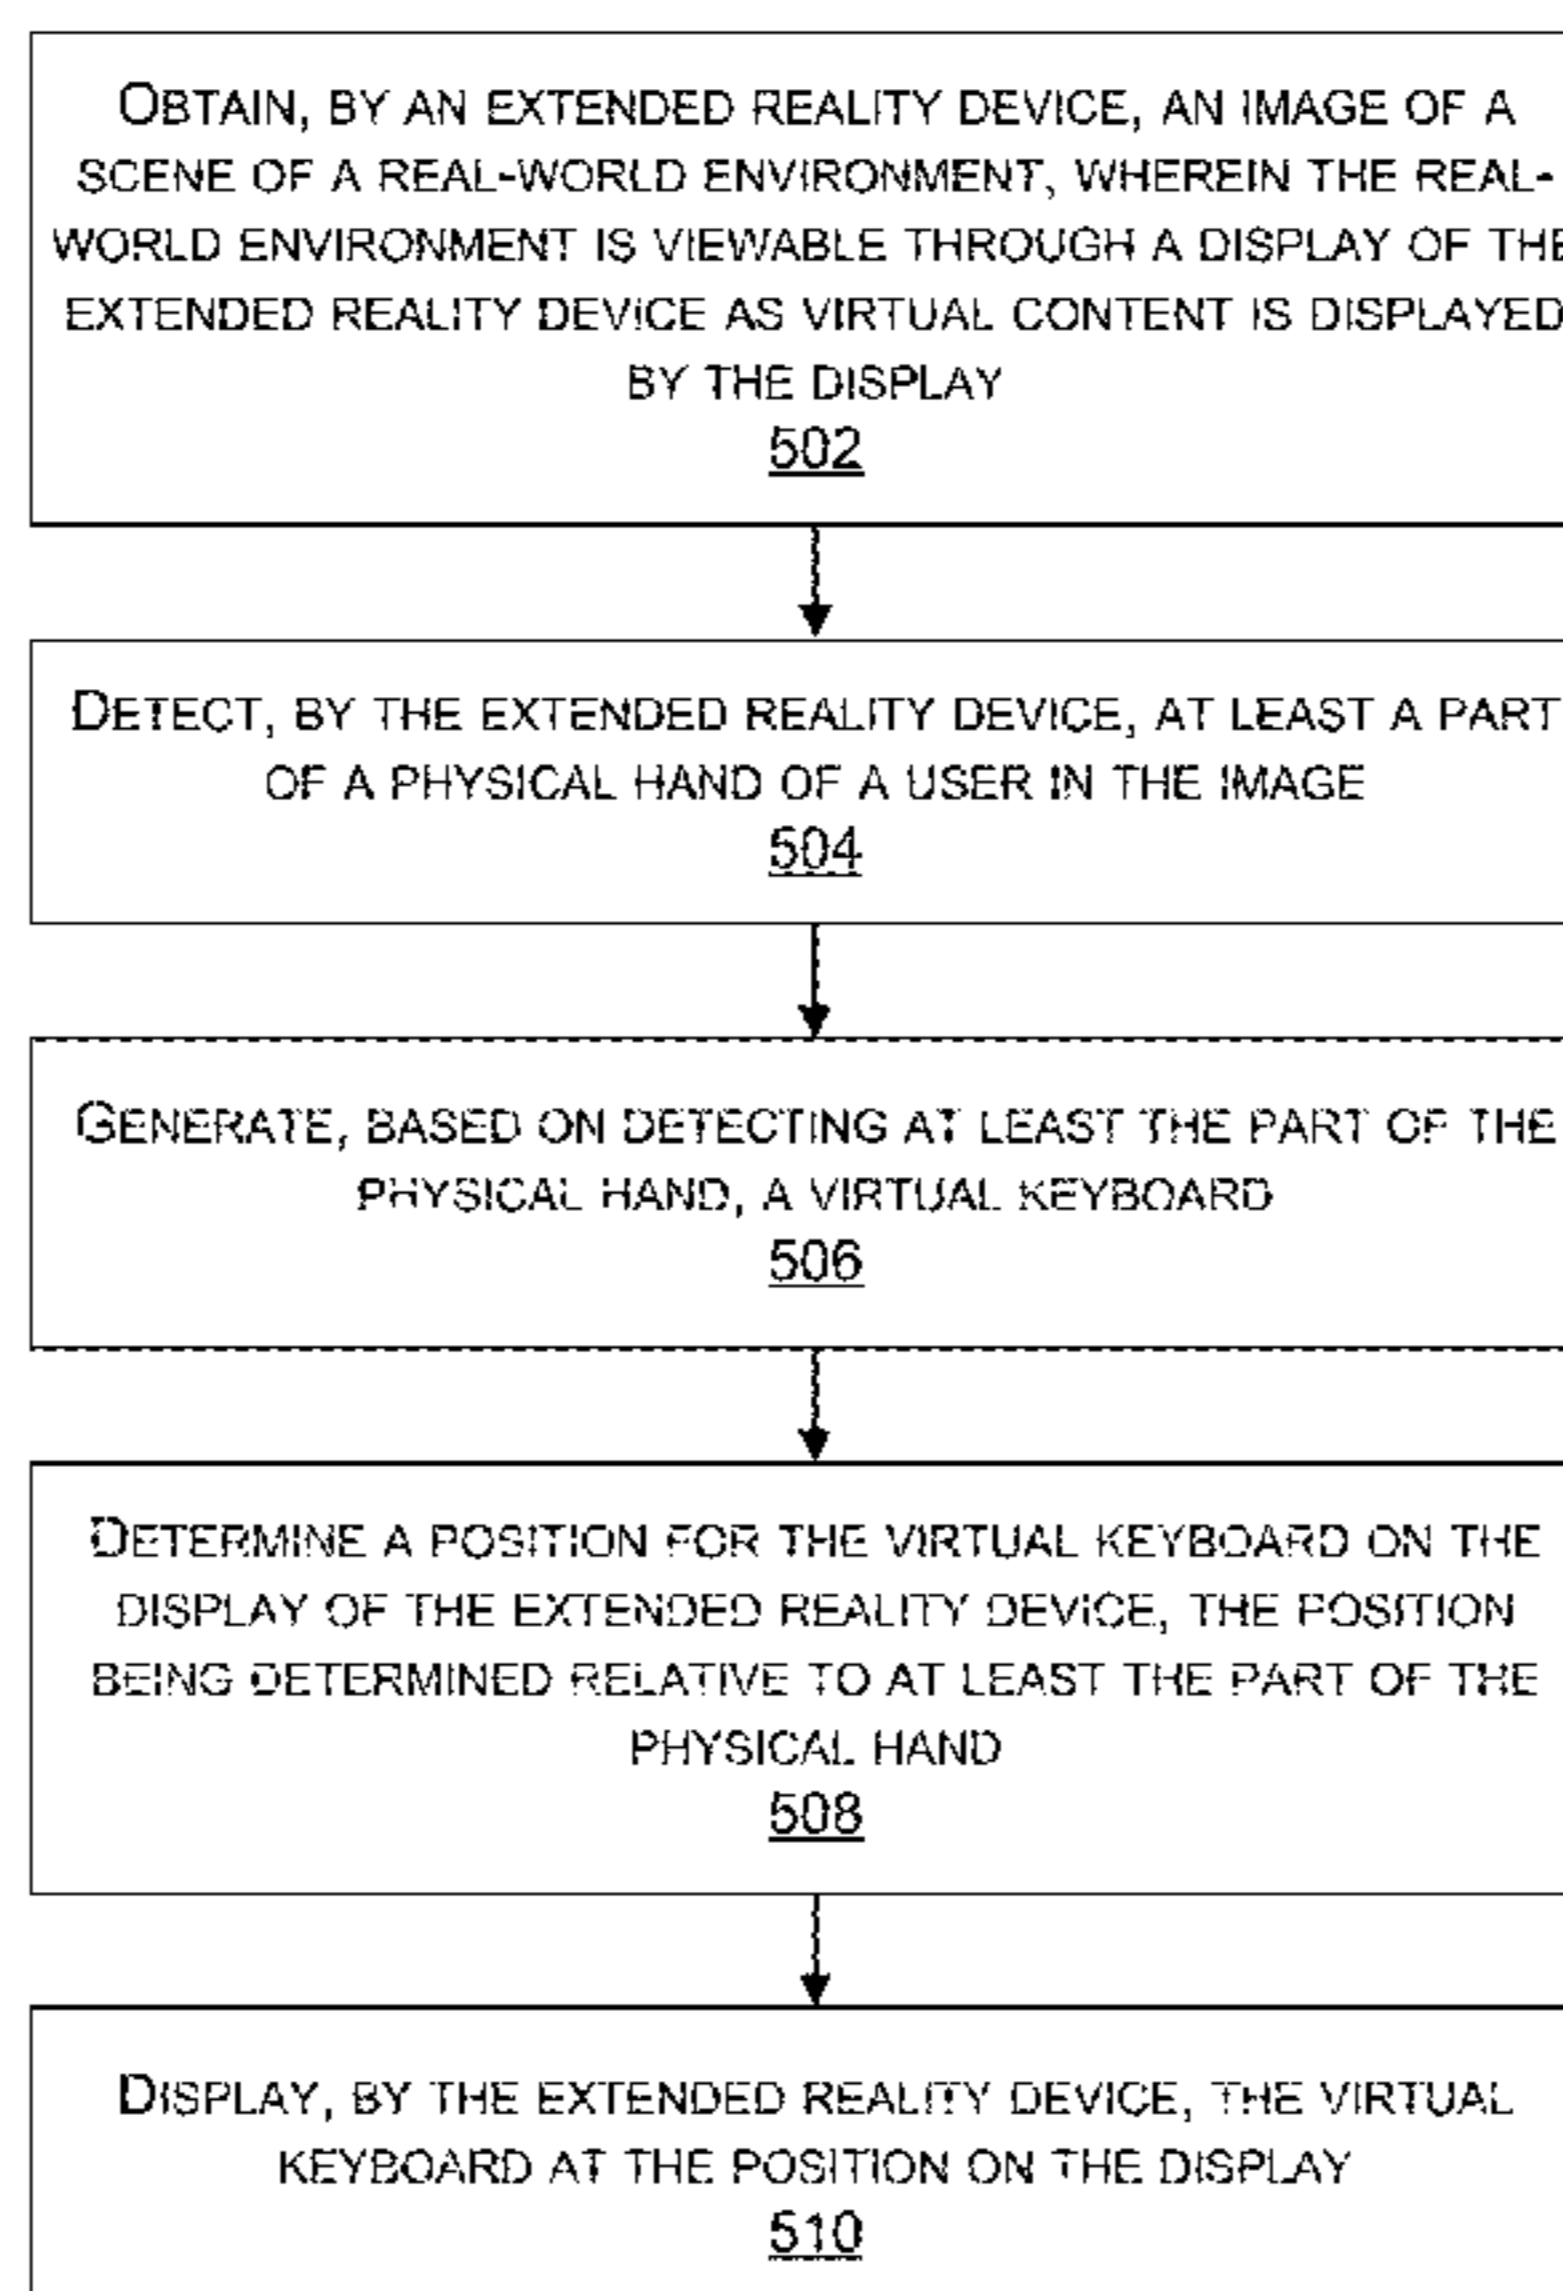 OBTAIN, BY AN EXTENDED REALITY DEVICE, AN IMAGE OF A
SCENE OF A REAL-WORLD ENVIRONMENT, WHEREIN THE REAL-
WORLD ENVIRONMENT IS VIEWABLE THROUGH A DISPLAY OF THE
EXTENDED REALITY DEVICE AS VIRTUAL CONTENT IS DISPLAYED
BY THE DISPLAY
502
DETECT, BY THE EXTENDED REALITY DEVICE, AT LEAST A PART
OF A PHYSICAL HAND OF A USER IN THE IMAGE
504
GENERATE, BASED ON DETECTING AT LEAST THE PART OF THE
PHYSICAL HAND, A VIRTUAL KEYBOARD
506
DETERMINE A POSITION FOR THE VIRTUAL KEYBOARD ON THE
DISPLAY OF THE EXTENDED REALITY DEVICE, THE POSITION
BEING DETERMINED RELATIVE TO AT LEAST THE PART OF THE
PHYSICAL HAND
508
DISPLAY, BY THE EXTENDED REALITY DEVICE, THE VIRTUAL
KEYBOARD AT THE POSITION ON THE DISPLAY
510